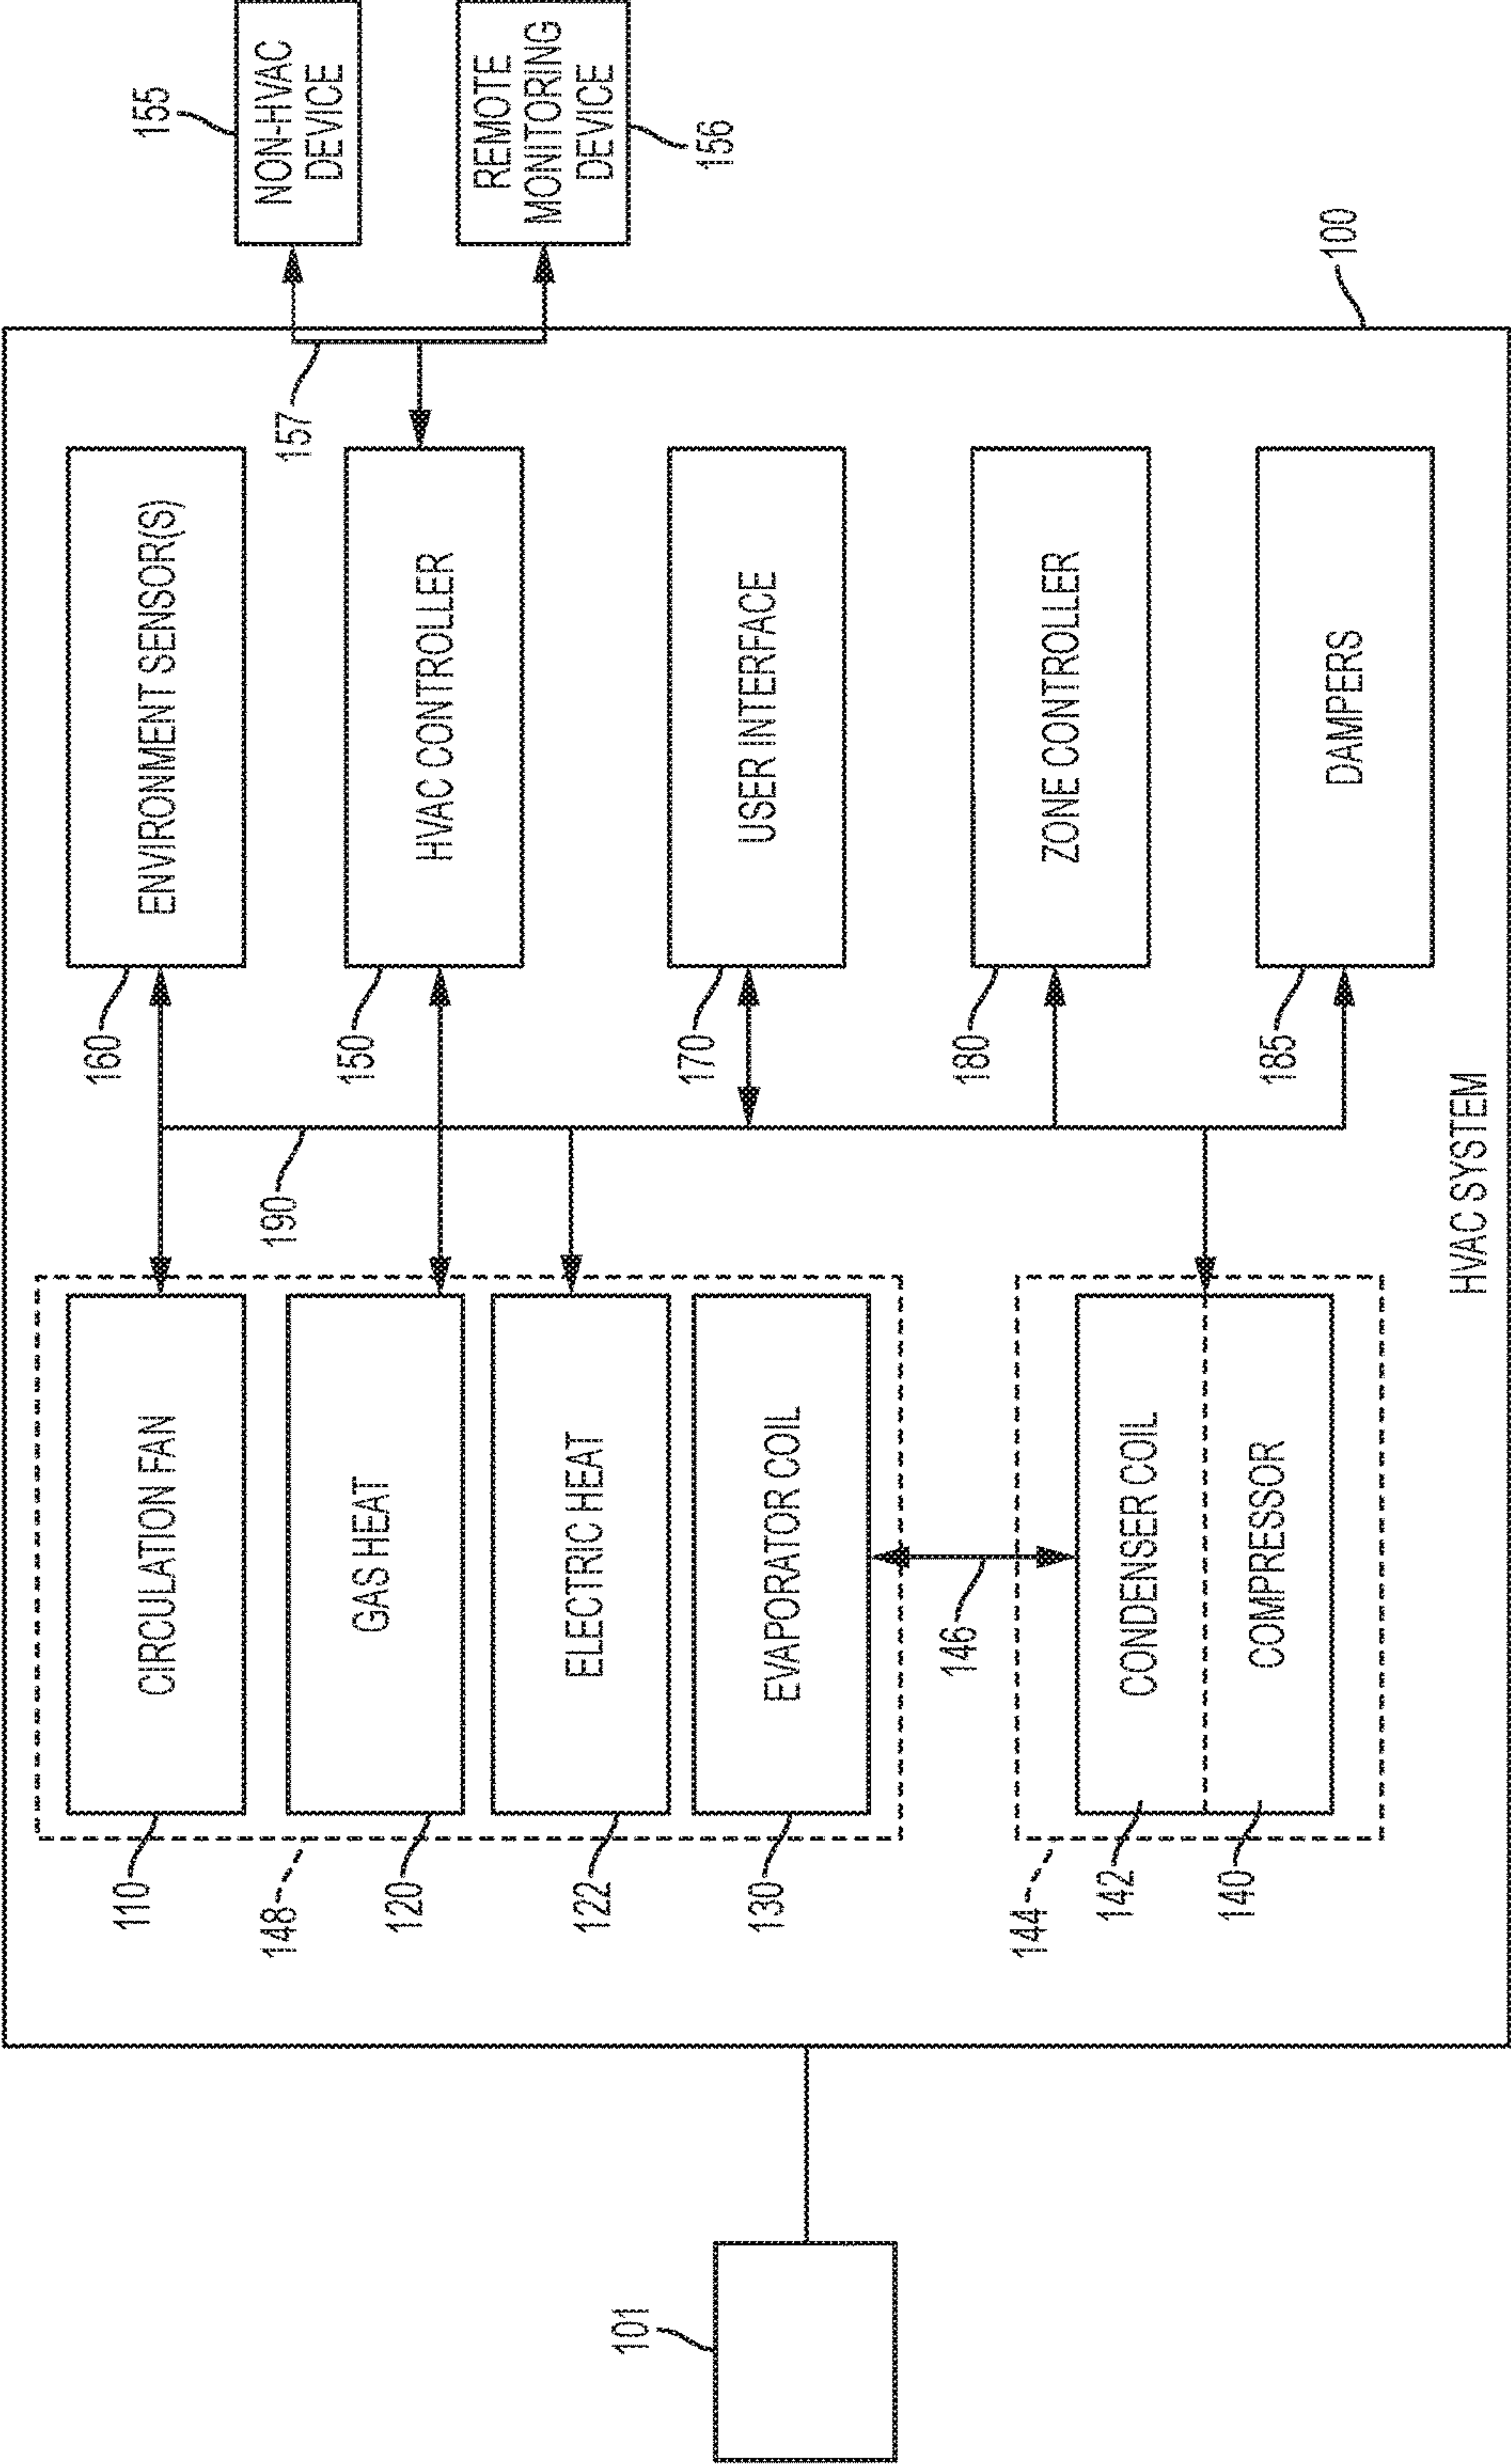 110
CIRCULATION FAN
160
ENVIRONMENT SENSOR(S)
155
NON-HVAC
DEVICE
148
190
157
120
GAS HEAT
150
HVAC CONTROLLER
REMOTE
MONITORING
DEVICE
156
101
122
ELECTRIC HEAT
170
USER INTERFACE
130
EVAPORATOR COIL
146
180
ZONE CONTROLLER
144
142
CONDENSER COIL
140
COMPRESSOR
185
DAMPERS
100
HVAC SYSTEM